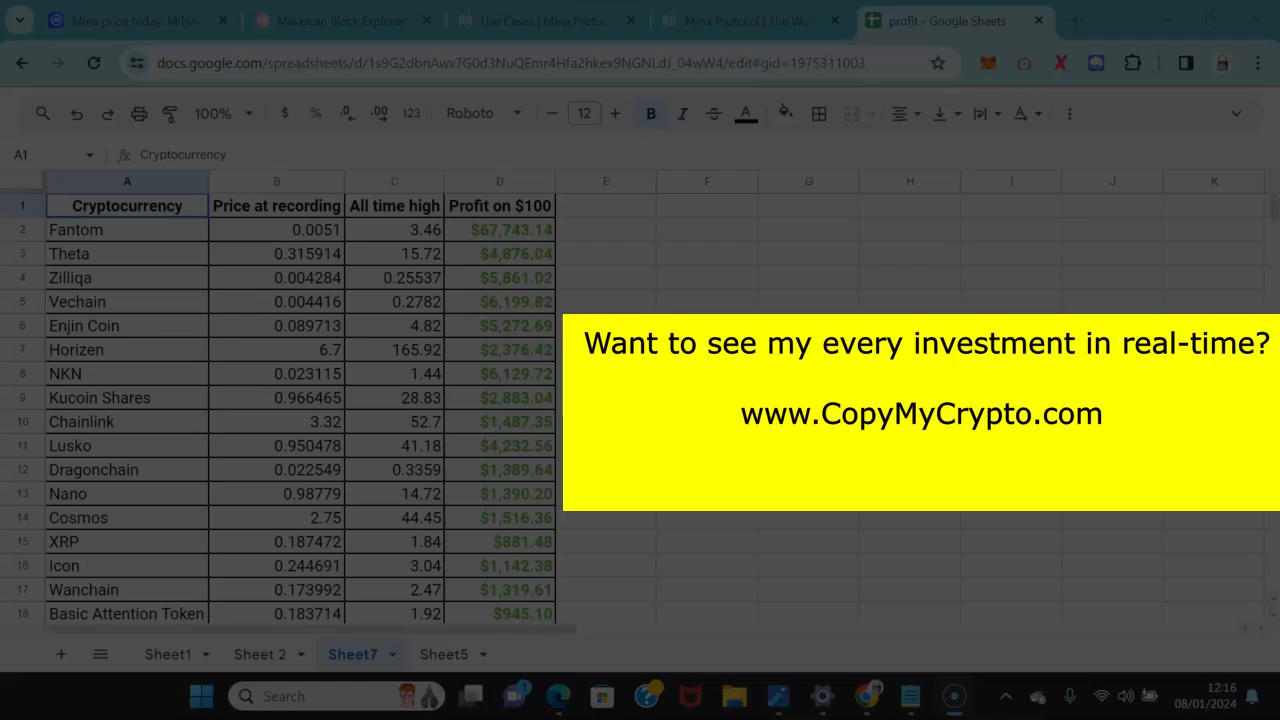 Mina price today, MINA
Minascan Block Explorer
Use Cases | Mina Protoc
Mina Protocol | The Wo
profit - Google Sheets
docs.google.com/spreadsheets/d/1s9G2dbnAwxTG0d3NuQEmr4Hfa2hkex9NGNLdJ_04wW4/edit#gid=1975311003
100% $ % .0 .00 123 Roboto 12 B I S A
A1 fx Cryptocurrency
A B C D E F G H I J K
1 Cryptocurrency Price at recording All time high Profit on $100
2 Fantom 0.0051 3.46 $67,743.14
3 Theta 0.315914 15.72 $4,876.04
4 Zilliqa 0.004284 0.25537 $5,861.02
5 Vechain 0.004416 0.2782 $6,199.82
6 Enjin Coin 0.089713 4.82 $5,272.69
7 Horizen 6.7 165.92 $2,376.42
8 NKN 0.023115 1.44 $6,129.72
9 Kucoin Shares 0.966465 28.83 $2,883.04
10 Chainlink 3.32 52.7 $1,487.35
11 Lusko 0.950478 41.18 $4,232.56
12 Dragonchain 0.022549 0.3359 $1,389.64
13 Nano 0.98779 14.72 $1,390.20
14 Cosmos 2.75 44.45 $1,516.36
15 XRP 0.187472 1.84 $881.48
16 Icon 0.244691 3.04 $1,142.38
17 Wanchain 0.173992 2.47 $1,319.61
18 Basic Attention Token 0.183714 1.92 $945.10
Want to see my every investment in real-time?
www.CopyMyCrypto.com
Sheet1 Sheet 2 Sheet7 Sheet5
Search
12:16
08/01/2024